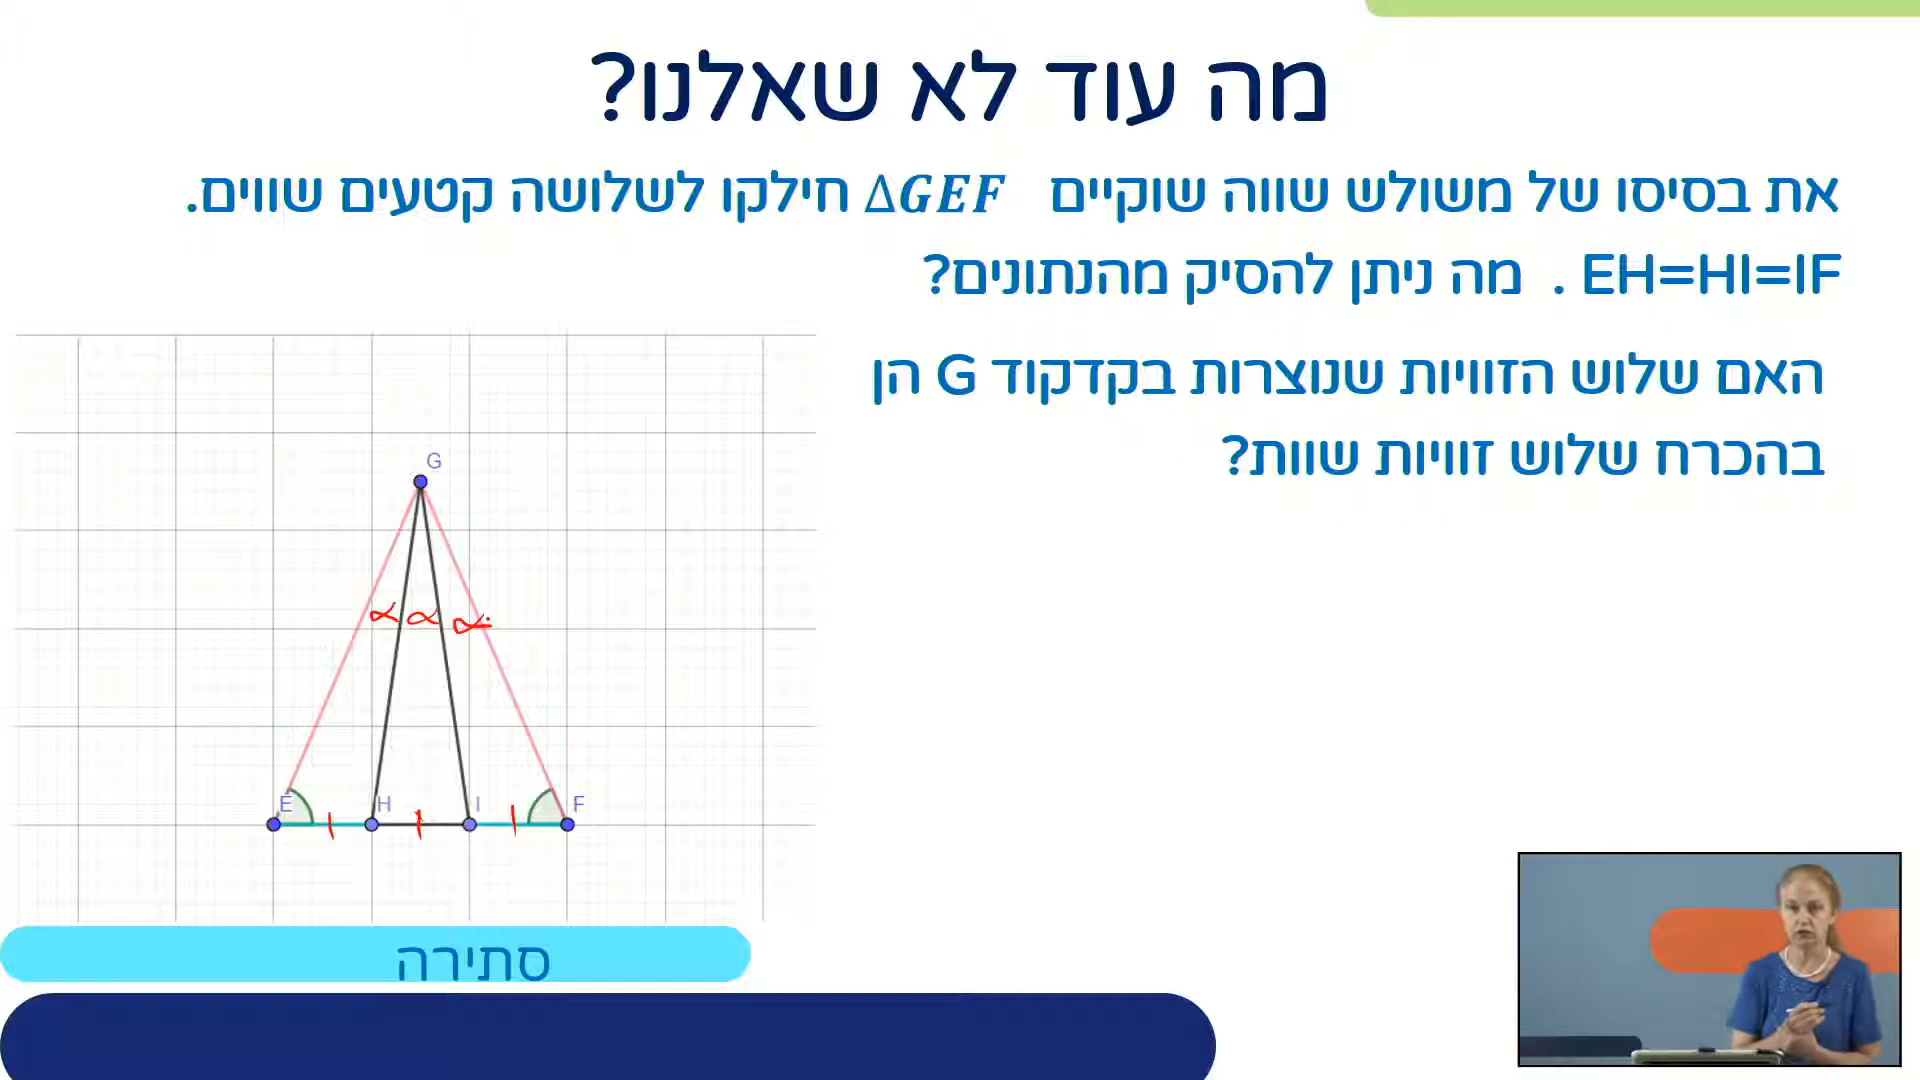 מה עוד לא שאלנו?
את בסיסו של משולש שווה שוקיים ΔGEF חילקו לשלושה קטעים שווים.
EH=HI=IF . מה ניתן להסיק מהנתונים?
האם שלוש הזוויות שנוצרות בקדקוד G הן
בהכרח שלוש זוויות שוות?
G
α α α
E H I F
סתירה